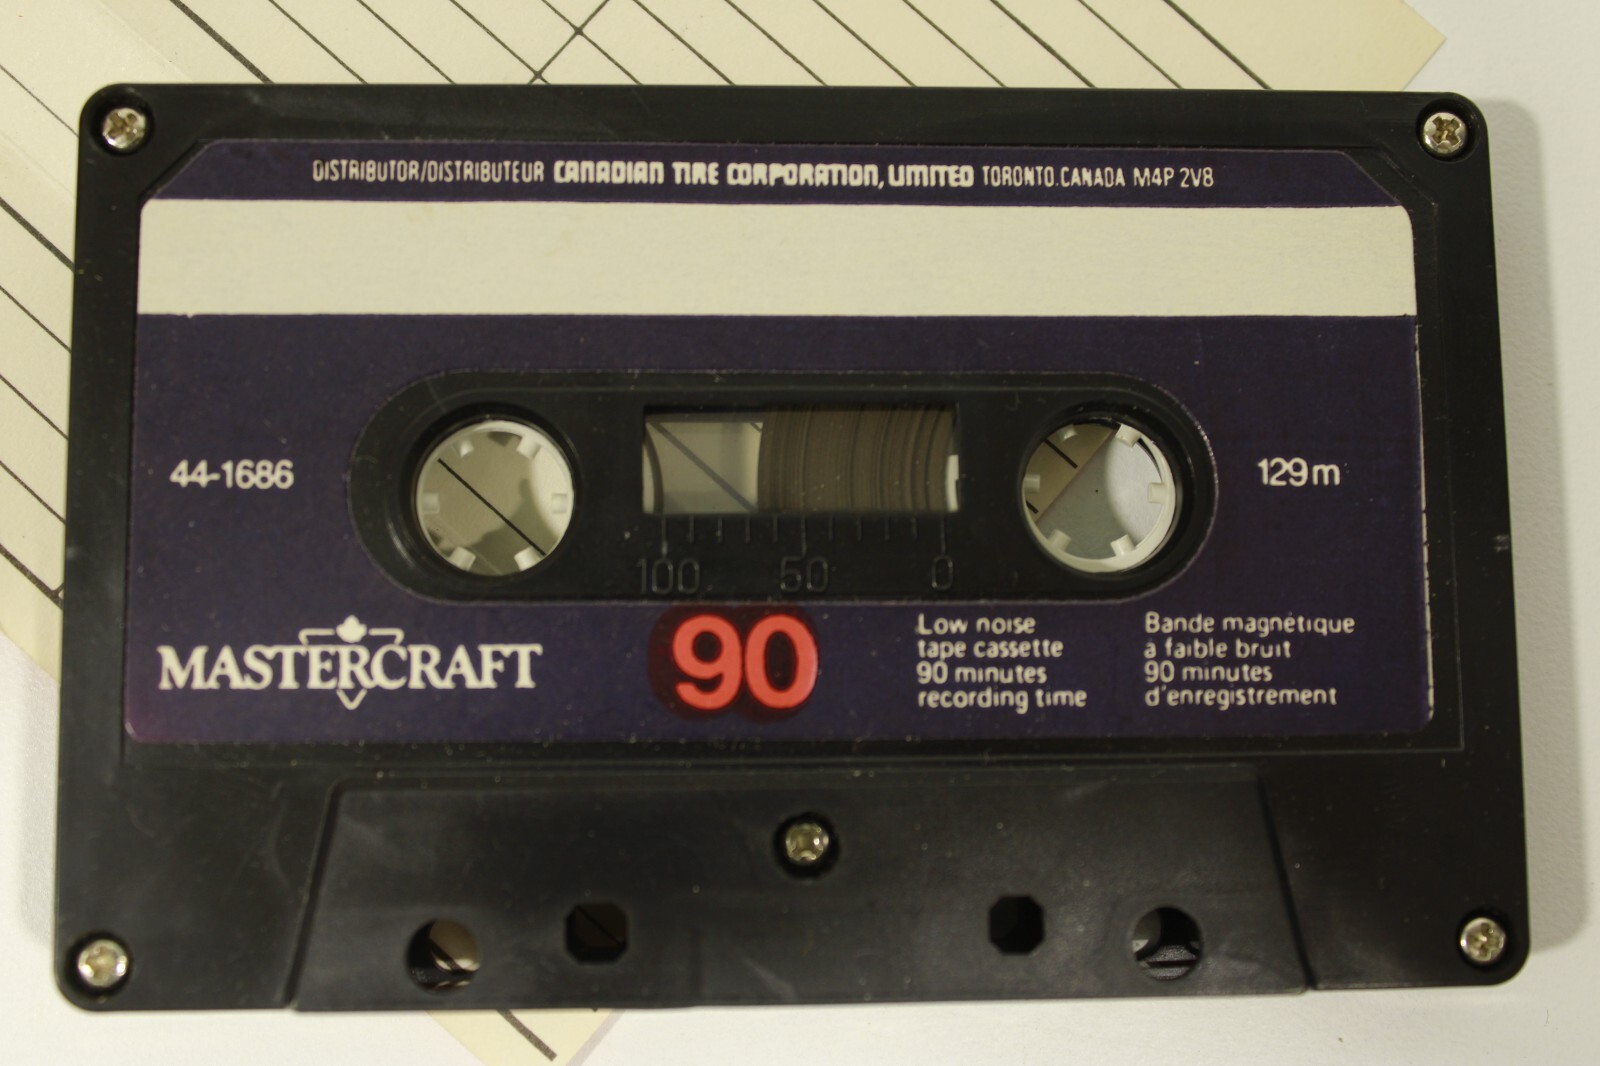 DISTRIBUTOR/DISTRIBUTEUR CANADIAN TIRE CORPORATION, LIMITED TORONTO. CANADA M4P 2V8
44-1686
129m
100 50 0
MASTERCRAFT
90
Low noise
tape cassette
90 minutes
recording time
Bande magnétique
à faible bruit
90 minutes
d'enregistrement